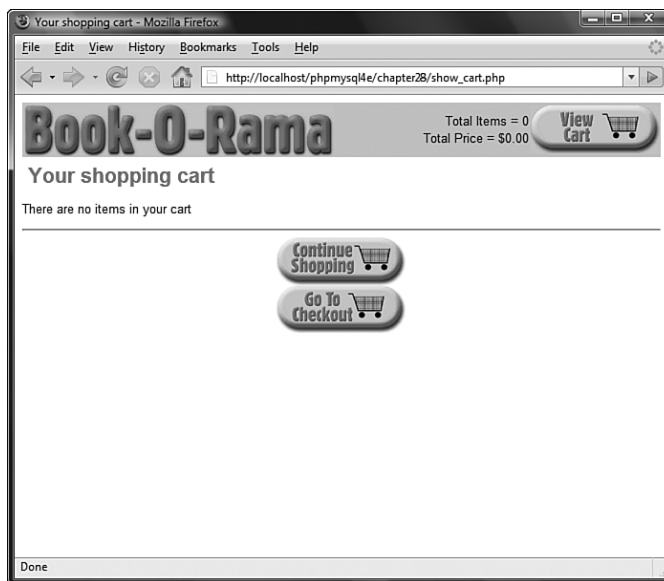 Your shopping cart - Mozilla Firefox
File Edit View History Bookmarks Tools Help
http://localhost/phpmysql4e/chapter28/show_cart.php
Book-O-Rama
Total Items = 0
Total Price = $0.00
View
Cart
Your shopping cart
There are no items in your cart
Continue
Shopping
Go To
Checkout
Done